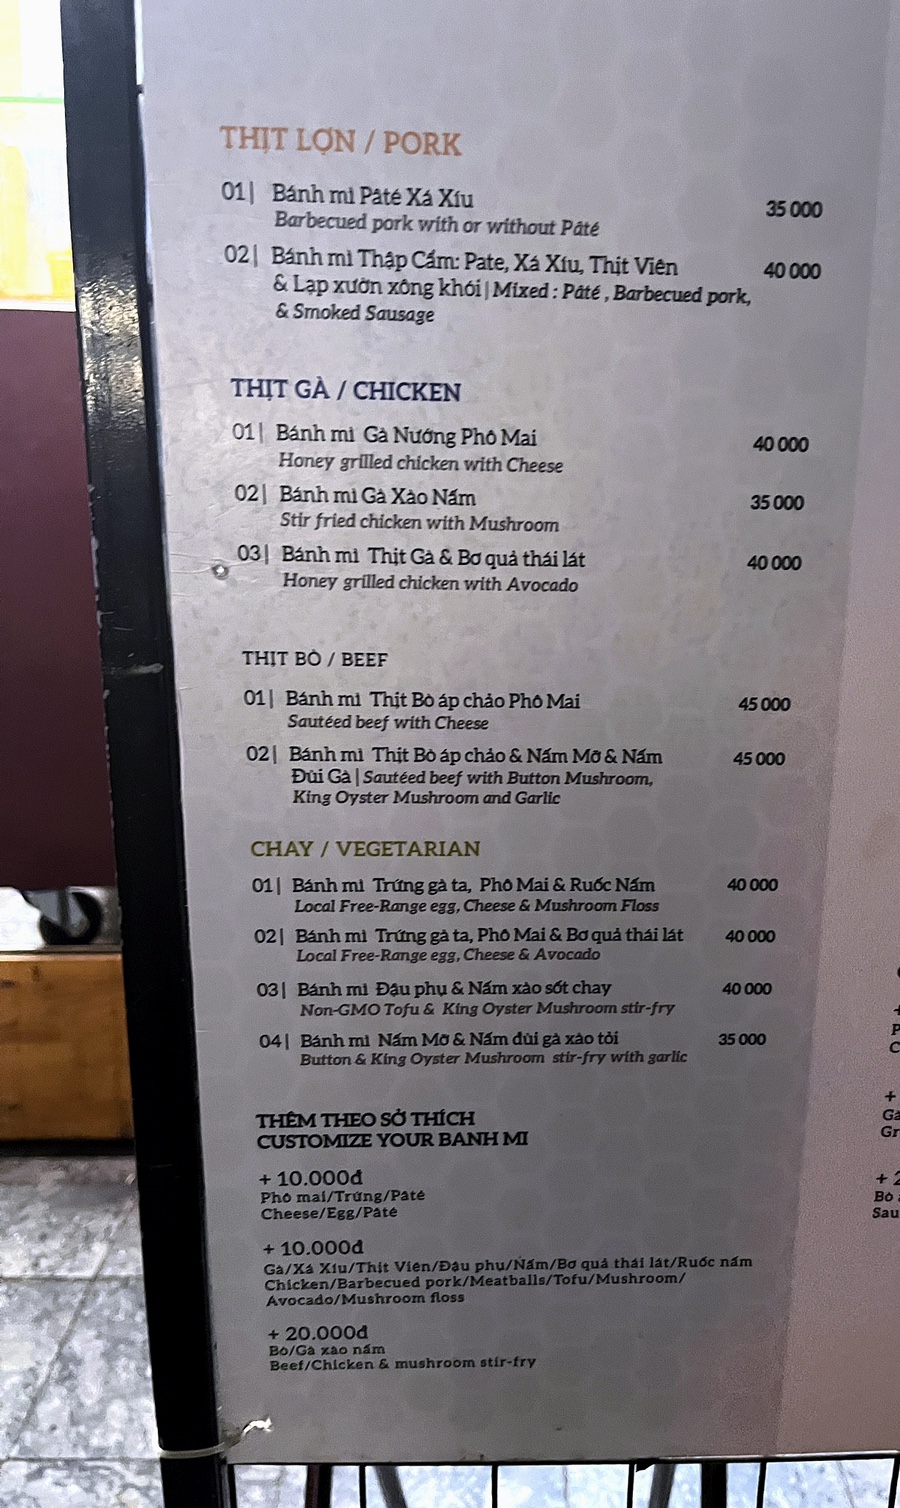 THỊT LỢN / PORK
01| Bánh mì Pâté Xá Xíu 35 000
Barbecued pork with or without Pâté
02| Bánh mì Thập Cẩm: Pate, Xá Xíu, Thịt Viên 40 000
& Lạp xườn xông khói | Mixed : Pâté , Barbecued pork,
& Smoked Sausage
THỊT GÀ / CHICKEN
01| Bánh mì Gà Nướng Phô Mai 40 000
Honey grilled chicken with Cheese
02| Bánh mì Gà Xào Nấm 35 000
Stir fried chicken with Mushroom
03| Bánh mì Thịt Gà & Bơ quả thái lát 40 000
Honey grilled chicken with Avocado
THỊT BÒ / BEEF
01| Bánh mì Thịt Bò áp chảo Phô Mai 45 000
Sautéed beef with Cheese
02| Bánh mì Thịt Bò áp chảo & Nấm Mỡ & Nấm 45 000
Đùi Gà | Sautéed beef with Button Mushroom,
King Oyster Mushroom and Garlic
CHAY / VEGETARIAN
01| Bánh mì Trứng gà ta, Phô Mai & Ruốc Nấm 40 000
Local Free-Range egg, Cheese & Mushroom Floss
02| Bánh mì Trứng gà ta, Phô Mai & Bơ quả thái lát 40 000
Local Free-Range egg, Cheese & Avocado
03| Bánh mì Đậu phụ & Nấm xào sốt chay 40 000
Non-GMO Tofu & King Oyster Mushroom stir-fry
04| Bánh mì Nấm Mỡ & Nấm đùi gà xào tỏi 35 000
Button & King Oyster Mushroom stir-fry with garlic
THÊM THEO SỞ THÍCH
CUSTOMIZE YOUR BANH MI
+ 10.000đ
Phô mai/Trứng/Pate
Cheese/Egg/Pâté
+ 10.000đ
Gà/Xá Xíu/Thịt Viên/Đậu phụ/Nấm/Bơ quả thái lát/Ruốc nấm
Chicken/Barbecued pork/Meatballs/Tofu/Mushroom/
Avocado/Mushroom floss
+ 20.000đ
Bò/Gà xào nấm
Beef/Chicken & mushroom stir-fry